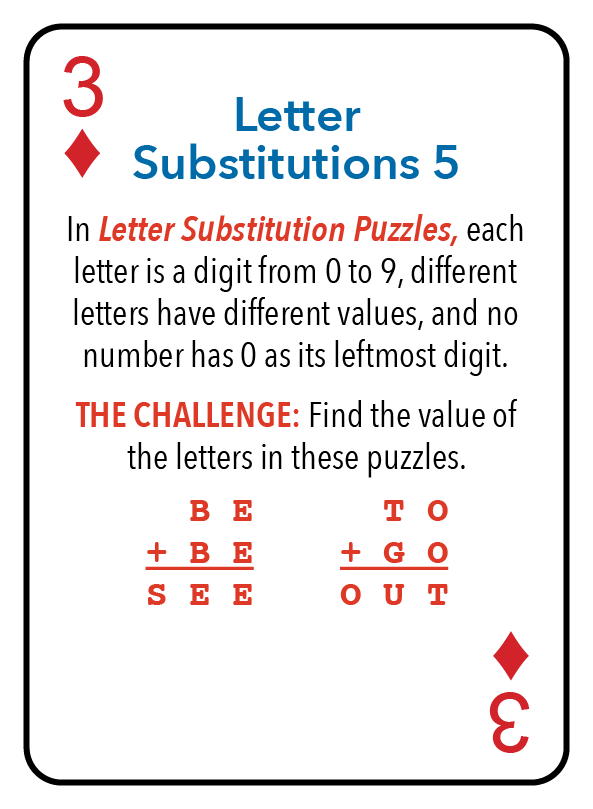 3
Letter
Substitutions 5
In Letter Substitution Puzzles, each
letter is a digit from 0 to 9, different
letters have different values, and no
number has 0 as its leftmost digit.
THE CHALLENGE: Find the value of
the letters in these puzzles.
B E
+ B E
S E E
T O
+ G O
O U T
3